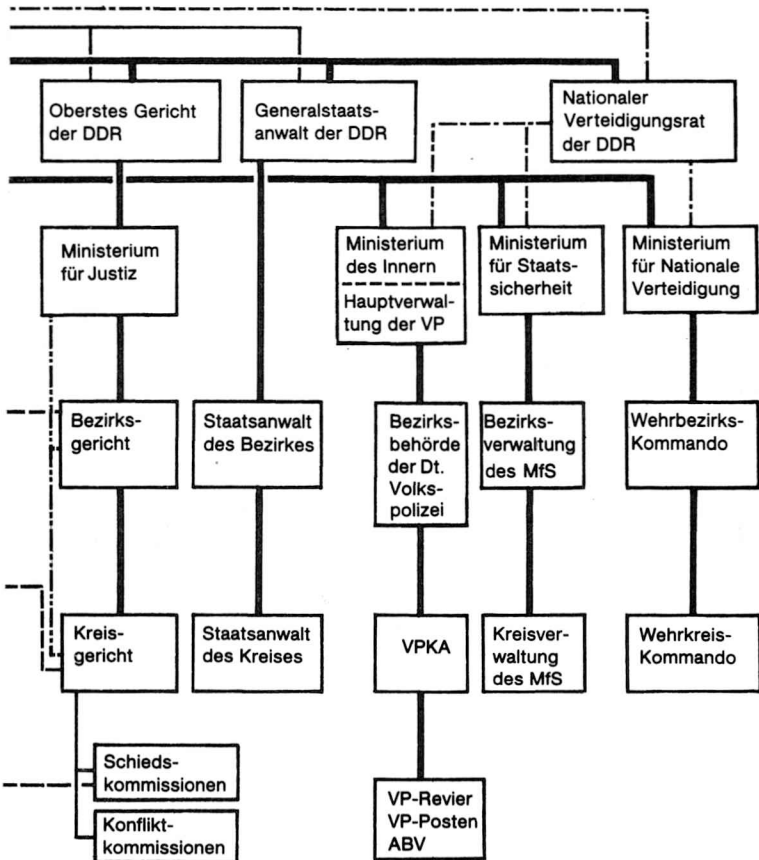 Oberstes Gericht
der DDR
Generalstaats-
anwalt der DDR
Nationaler
Verteidigungsrat
der DDR
Ministerium
für Justiz
Ministerium
des Innern
Hauptverwal-
tung der VP
Ministerium
für Staats-
sicherheit
Ministerium
für Nationale
Verteidigung
Bezirks-
gericht
Staatsanwalt
des Bezirkes
Bezirks-
behörde
der Dt.
Volks-
polizei
Bezirks-
verwaltung
des MfS
Wehrbezirks-
Kommando
Kreis-
gericht
Staatsanwalt
des Kreises
VPKA
Kreisver-
waltung
des MfS
Wehrkreis-
Kommando
Schieds-
kommissionen
Konflikt-
kommissionen
VP-Revier
VP-Posten
ABV